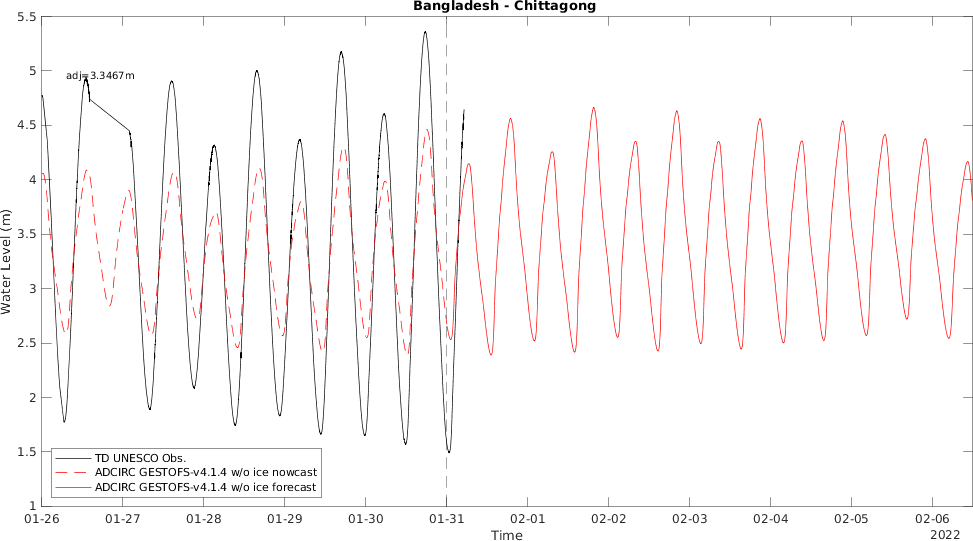 Bangladesh - Chittagong
5.5
5
4.5
4
3.5
3
2.5
2
1.5
1
Water Level (m)
adj=3.3467m
TD UNESCO Obs.
ADCIRC GESTOFS-v4.1.4 w/o ice nowcast
ADCIRC GESTOFS-v4.1.4 w/o ice forecast
01-26 01-27 01-28 01-29 01-30 01-31 02-01 02-02 02-03 02-04 02-05 02-06
2022
Time